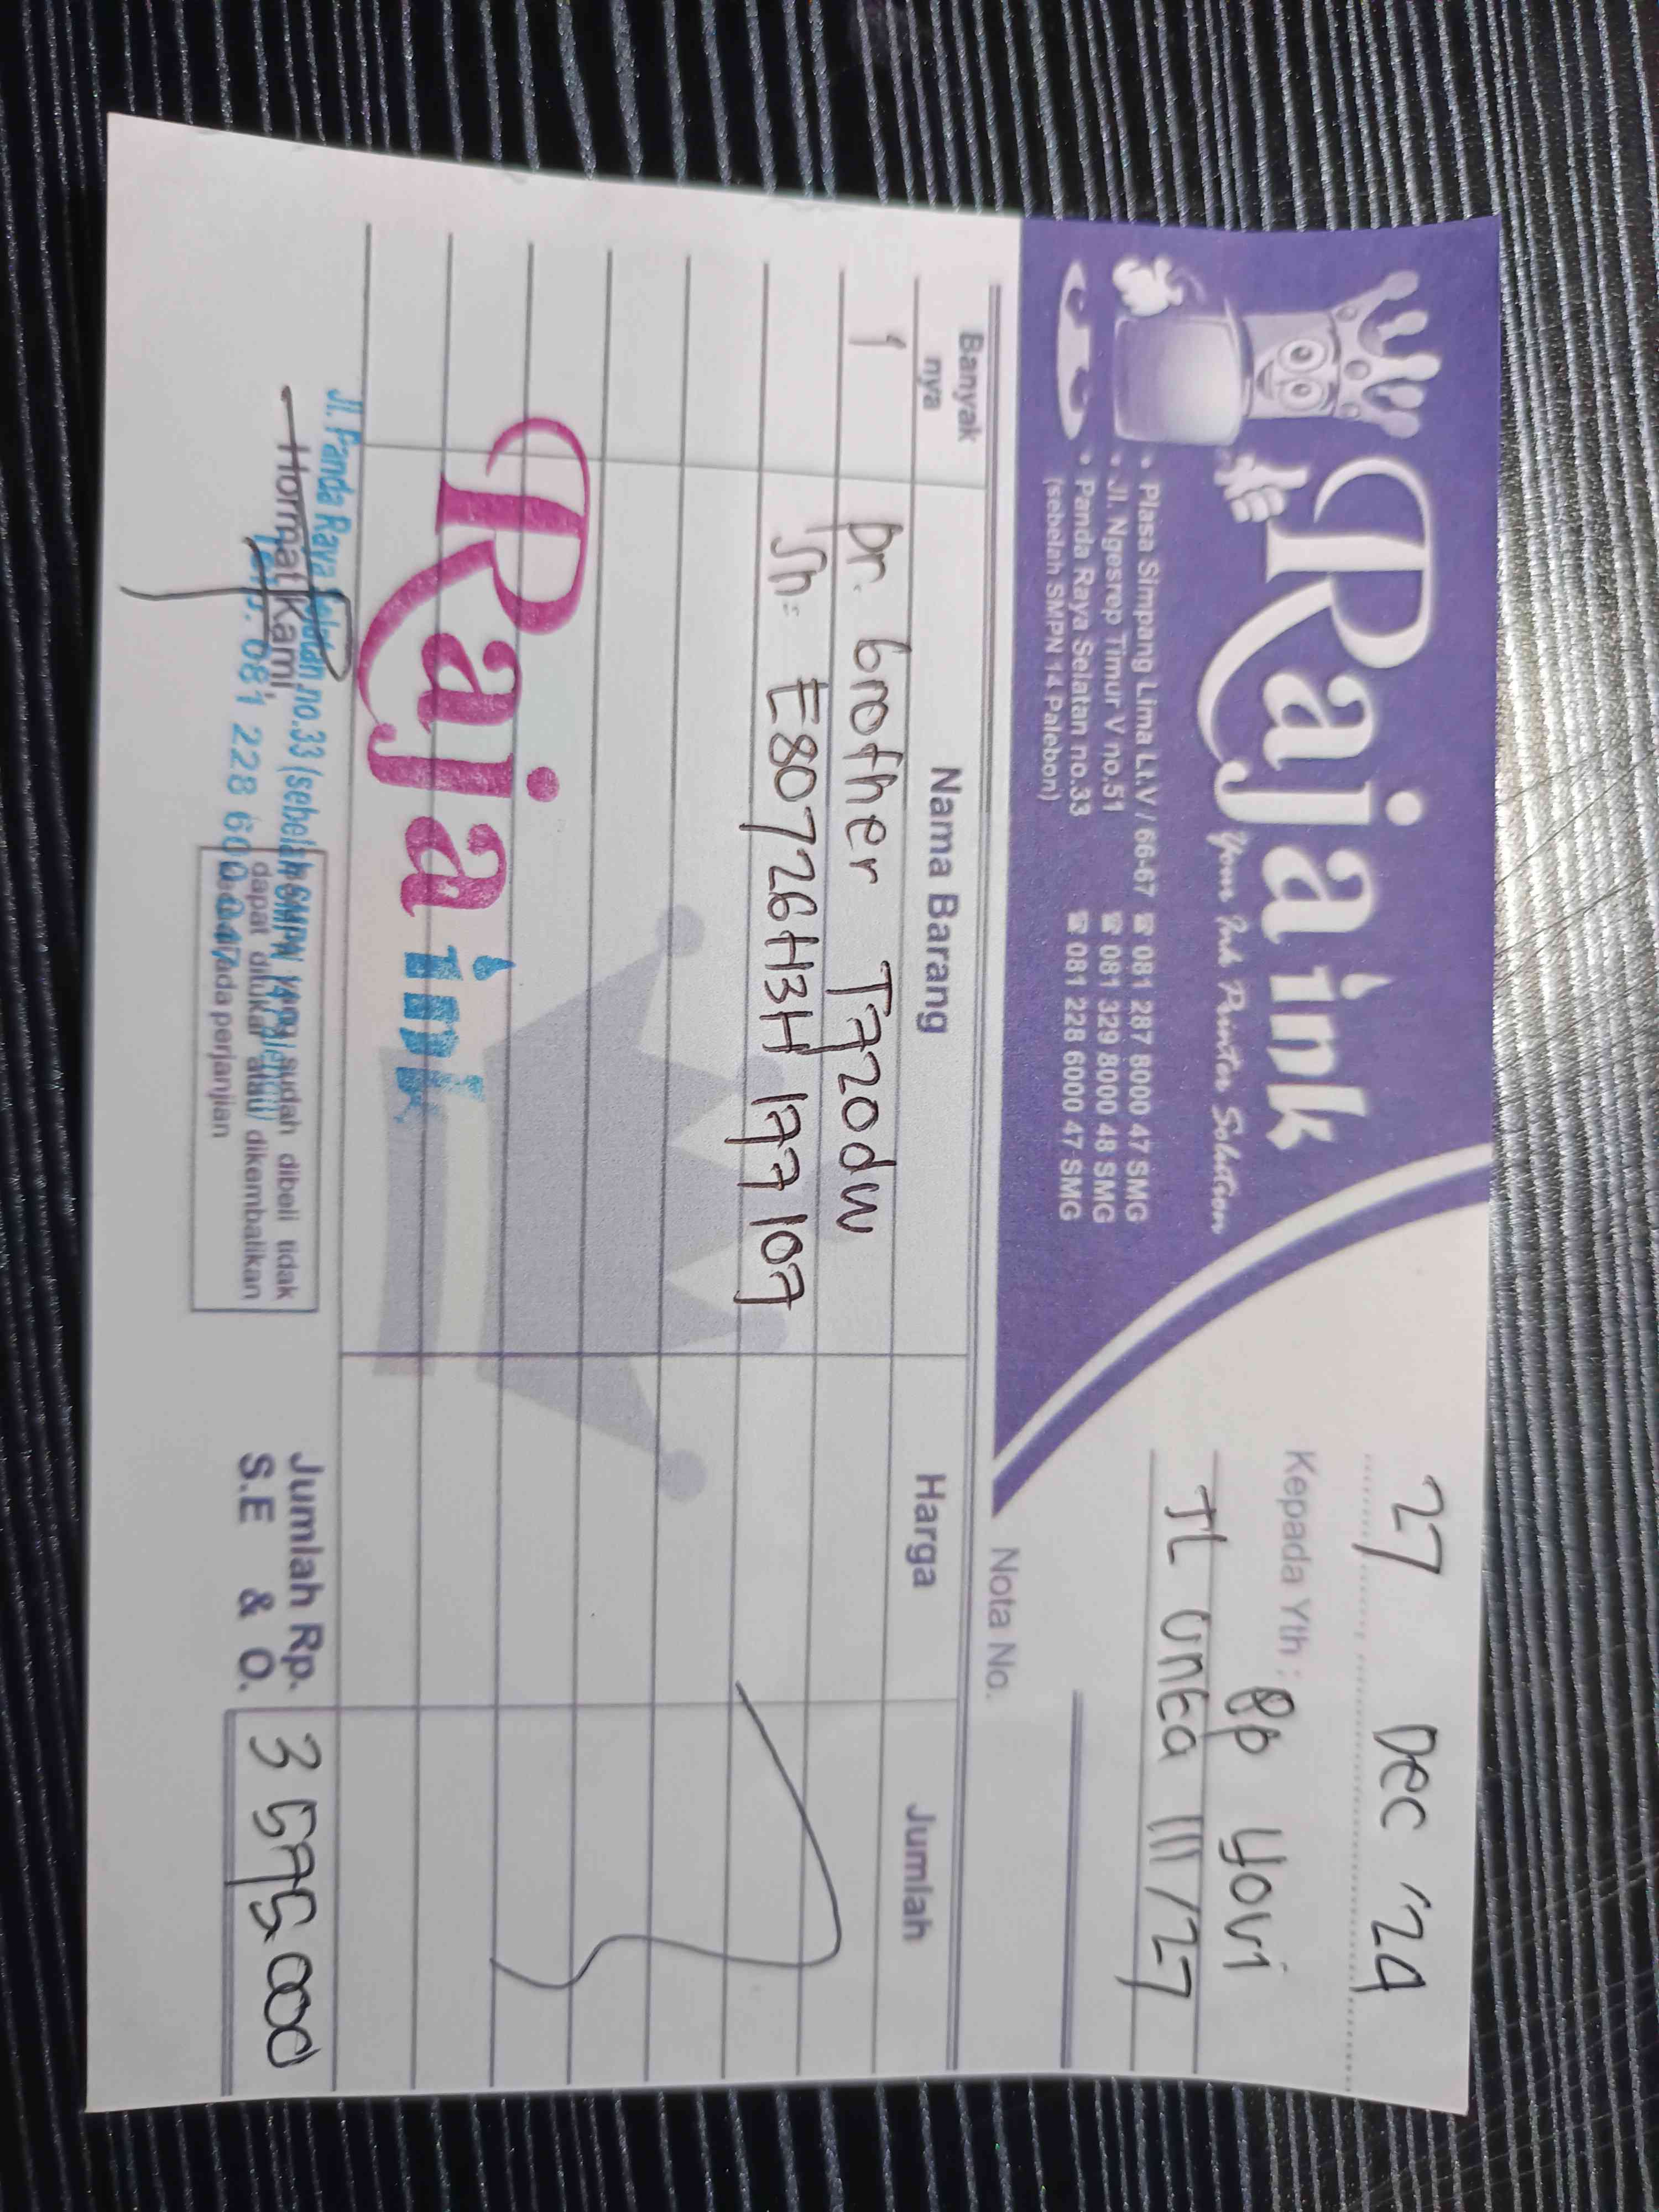 Raja ink
Your Ink Printer Solution
• Plasa Simpang Lima Lt.V / 66-67 ☎ 081 287 8000 47 SMG
• Jl. Ngesrep Timur V no.51 ☎ 081 329 8000 48 SMG
• Panda Raya Selatan no.33 ☎ 081 228 6000 47 SMG
(sebelah SMPN 14 Palebon)
27 Dec '24
Kepada Yth : Bp Yovi
JL Unta III / 27
Nota No.
Banyak nya Nama Barang Harga Jumlah
1 Pr. brother T720dw
Sn: E80726H3H 177107
Raja ink
Jl. Panda Raya Selatan no.33 (sebelah SMPN 14 Palebon)
Telp. 081 228 6000 047
Hormat Kami,
sudah dibeli tidak
dapat ditukar atau dikembalikan
ada perjanjian
Jumlah Rp. 3 575.000
S.E & O.